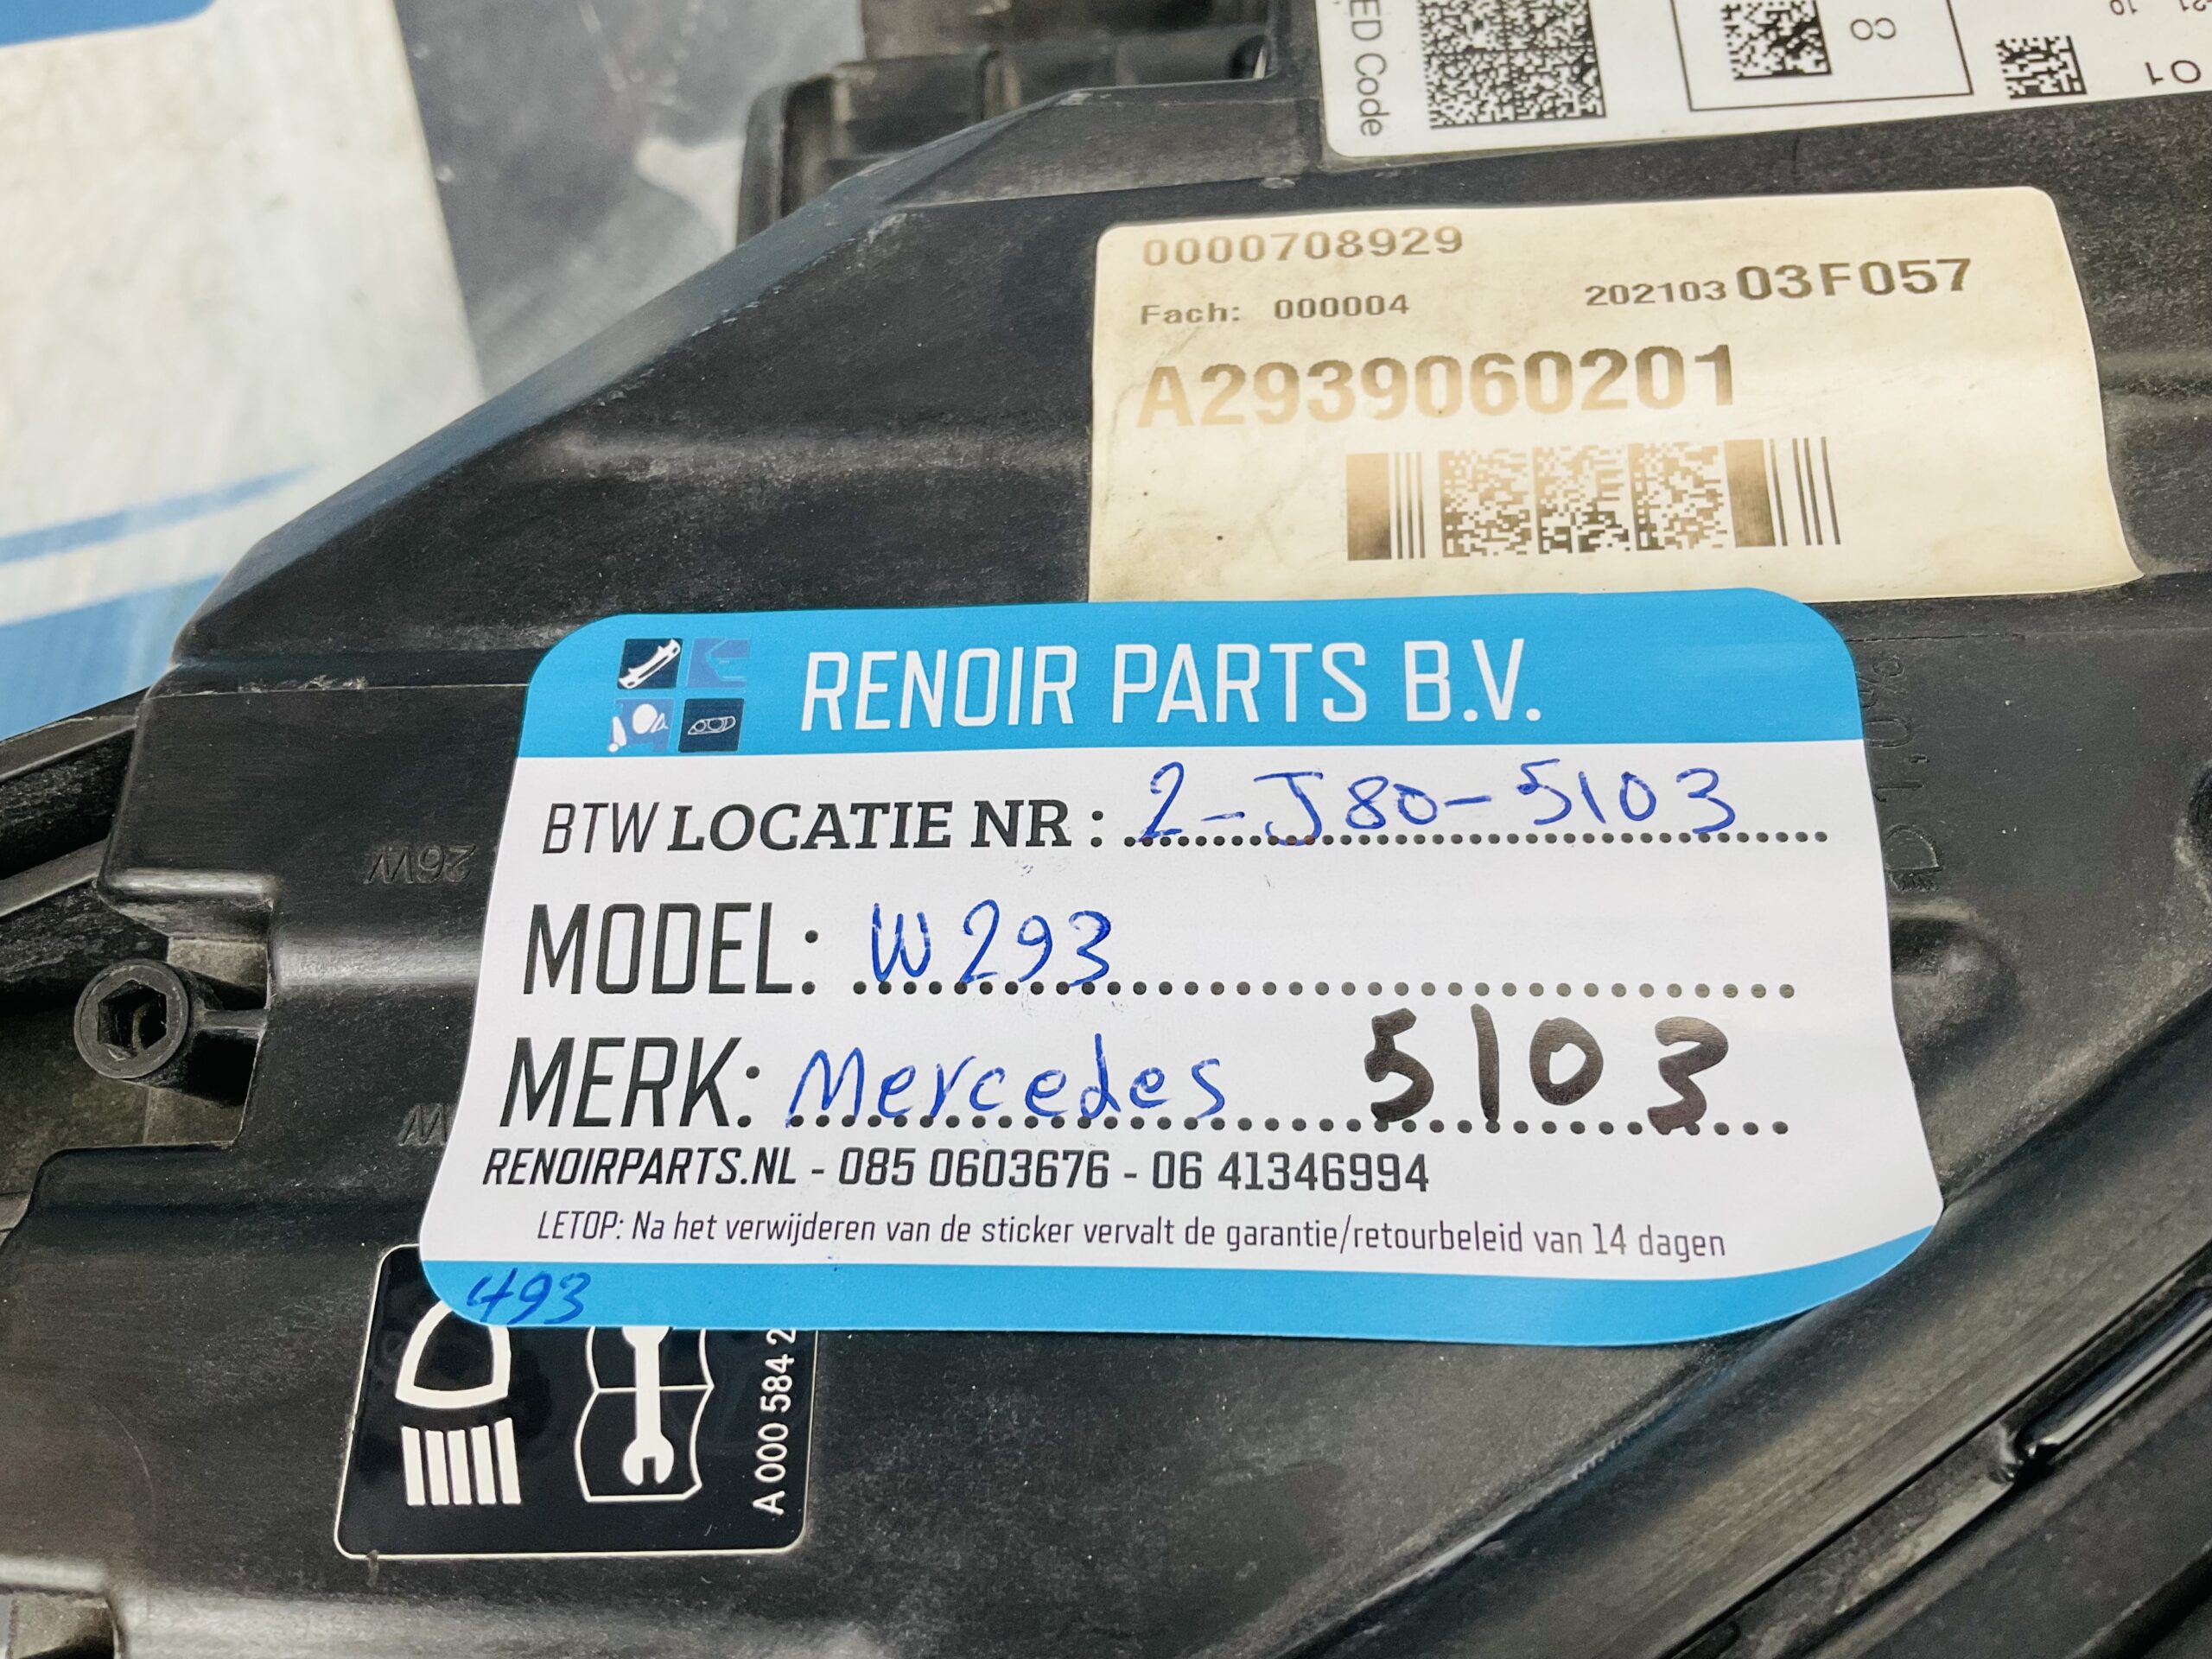 ED Code
CO
01
0000708929
Fach: 000004 202103 03F057
A2939060201
RENOIR PARTS B.V.
BTW LOCATIE NR : 2-J80-5103
MODEL: W293
MERK: Mercedes 5103
RENOIRPARTS.NL - 085 0603676 - 06 41346994
LETOP: Na het verwijderen van de sticker vervalt de garantie/retourbeleid van 14 dagen
493
26W
A 000 584 2